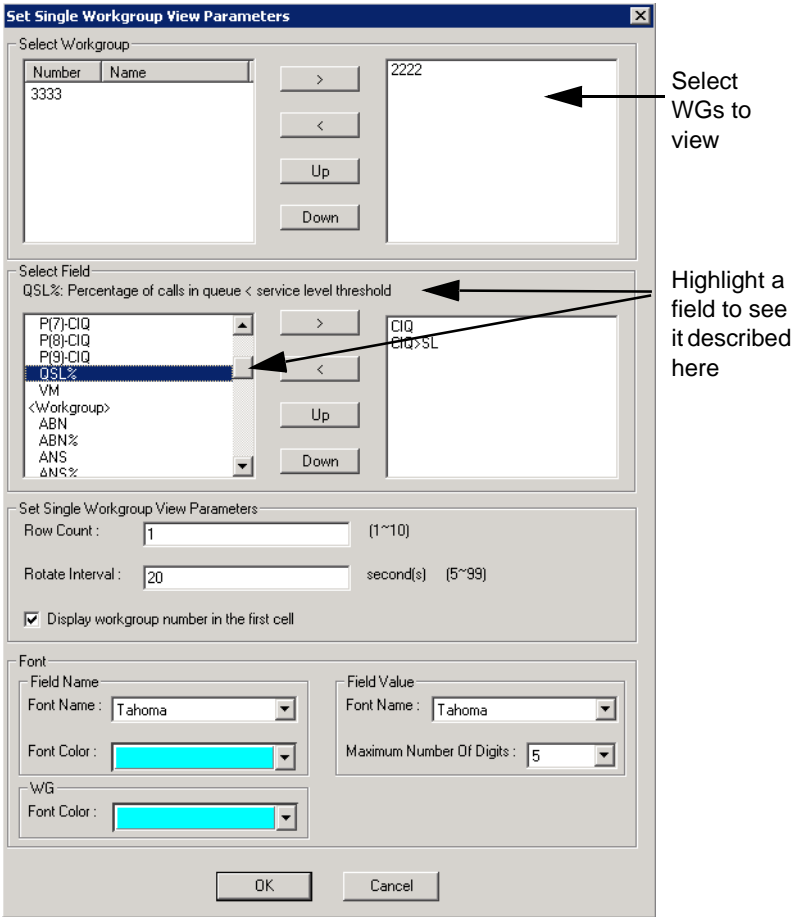 Set Single Workgroup View Parameters
Select Workgroup
Number Name
3333
>
<
Up
Down
2222
Select
WGs to
view
Select Field
QSL%: Percentage of calls in queue < service level threshold
P(7)-CIQ
P(8)-CIQ
P(9)-CIQ
QSL%
VM
<Workgroup>
ABN
ABN%
ANS
ANS%
>
<
Up
Down
CIQ
CIQ>SL
Highlight a
field to see
it described
here
Set Single Workgroup View Parameters
Row Count : 1 (1~10)
Rotate Interval : 20 second(s) (5~99)
Display workgroup number in the first cell
Font
Field Name
Font Name : Tahoma
Font Color :
WG
Font Color :
Field Value
Font Name : Tahoma
Maximum Number Of Digits : 5
OK
Cancel